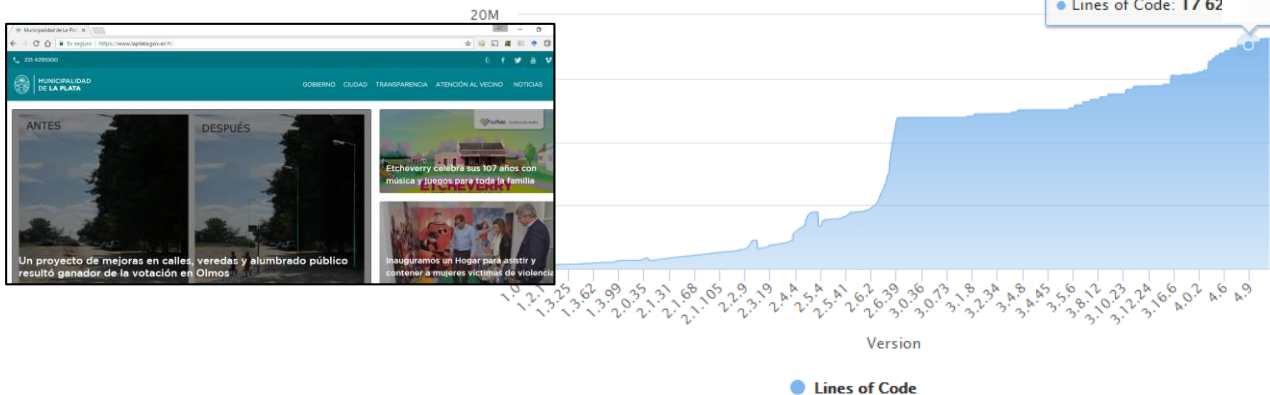 20M
Lines of Code: 17 62
Municipalidad de La Pla
Es seguro | https://www.laplata.gov.ar/#/
221 4291000
MUNICIPALIDAD
DE LA PLATA
GOBIERNO CIUDAD TRANSPARENCIA ATENCIÓN AL VECINO NOTICIAS
ANTES
DESPUÉS
Un proyecto de mejoras en calles, veredas y alumbrado público
resultó ganador de la votación en Olmos
La Plata
Etcheverry celebra sus 107 años con
música y juegos para toda la familia
ETCHEVERRY
Inauguramos un Hogar para asistir y
contener a mujeres víctimas de violencia
1.0 1.2.1 1.3.25 1.3.62 1.3.99 2.0.35 2.1.31 2.1.68 2.1.105 2.2.9 2.3.19 2.4.4 2.5.4 2.5.41 2.6.2 2.6.39 3.0.36 3.0.73 3.1.8 3.2.34 3.4.8 3.4.45 3.5.6 3.8.12 3.10.23 3.12.24 3.16.6 4.0.2 4.6 4.9
Version
Lines of Code